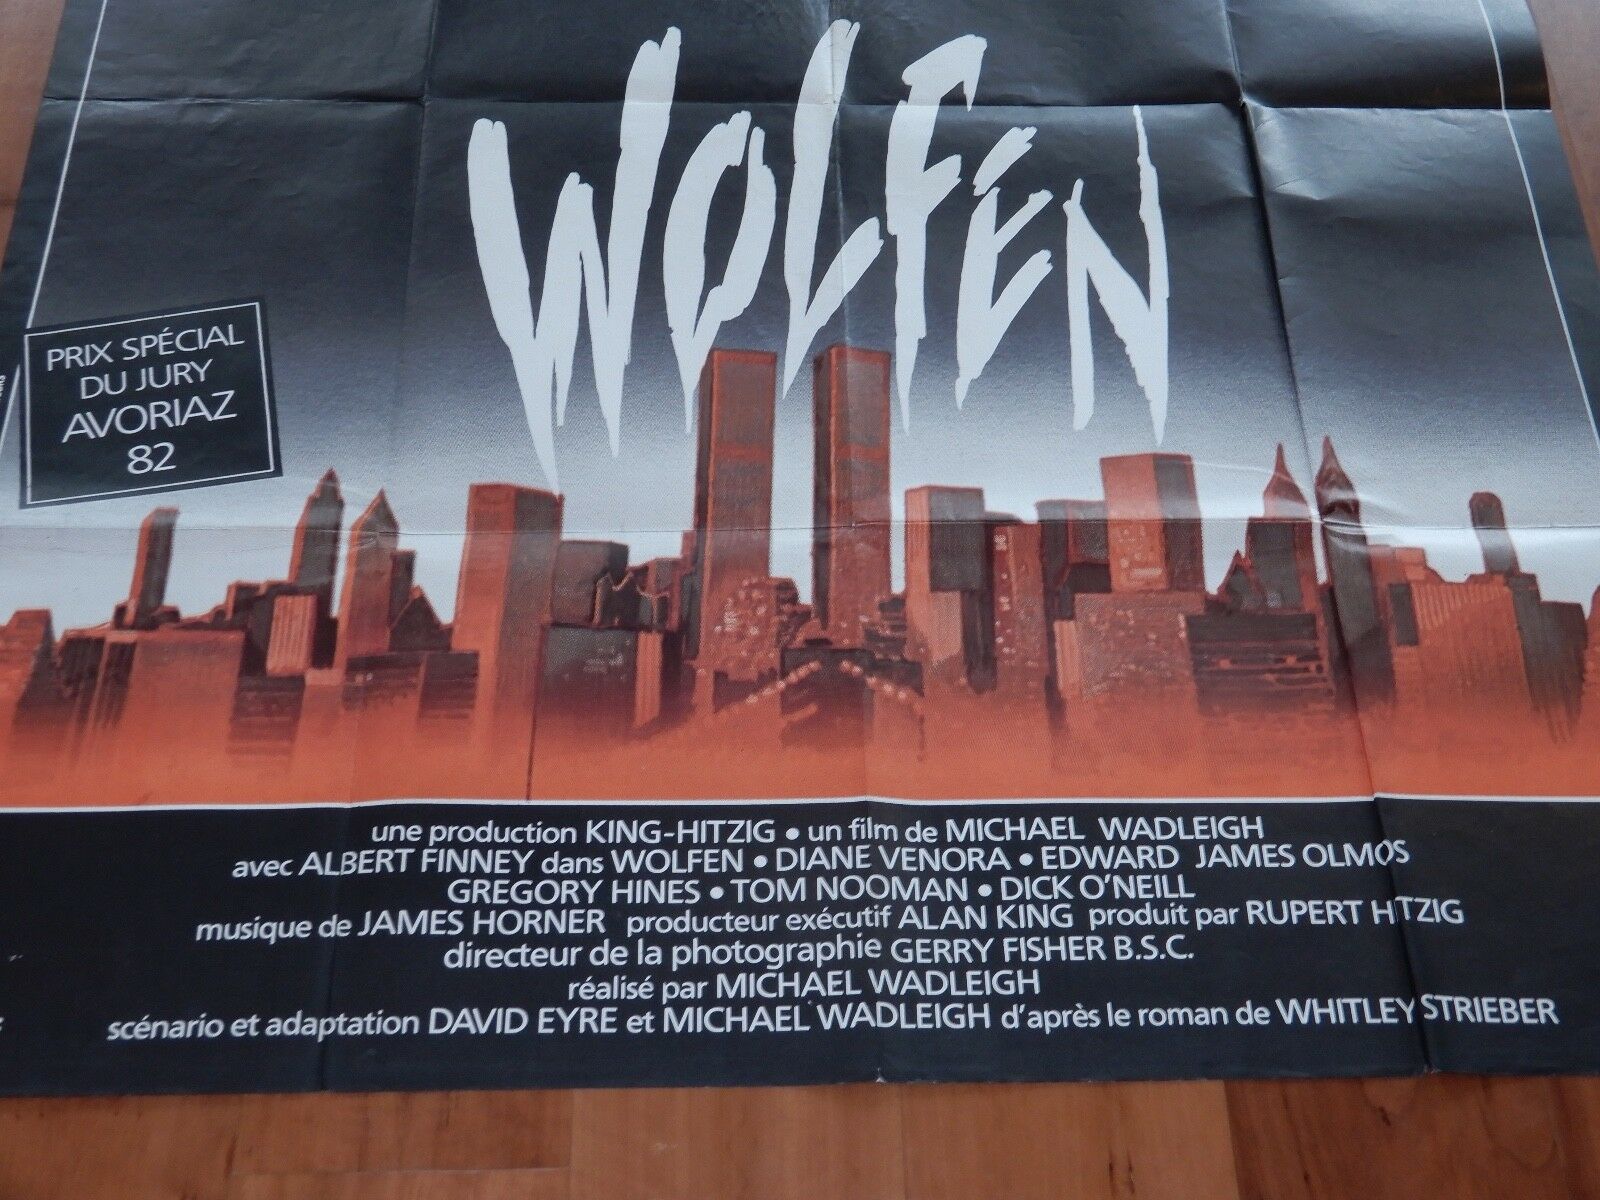 WOLFEN
PRIX SPÉCIAL
DU JURY
AVORIAZ
82
une production KING-HITZIG • un film de MICHAEL WADLEIGH
avec ALBERT FINNEY dans WOLFEN • DIANE VENORA • EDWARD JAMES OLMOS
GREGORY HINES • TOM NOOMAN • DICK O'NEILL
musique de JAMES HORNER producteur exécutif ALAN KING produit par RUPERT HITZIG
directeur de la photographie GERRY FISHER B.S.C.
réalisé par MICHAEL WADLEIGH
scénario et adaptation DAVID EYRE et MICHAEL WADLEIGH d'après le roman de WHITLEY STRIEBER